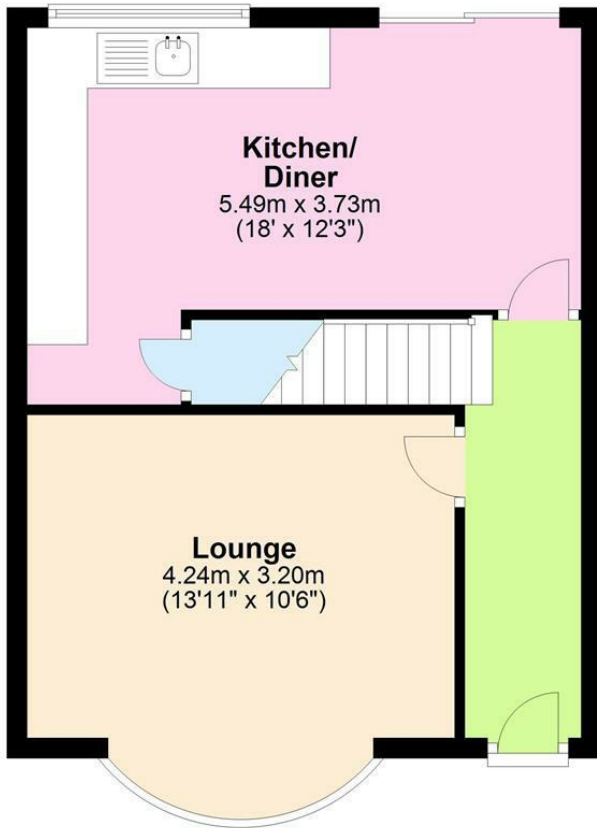 Kitchen/
Diner
5.49m x 3.73m
(18' x 12'3")
Lounge
4.24m x 3.20m
(13'11" x 10'6")